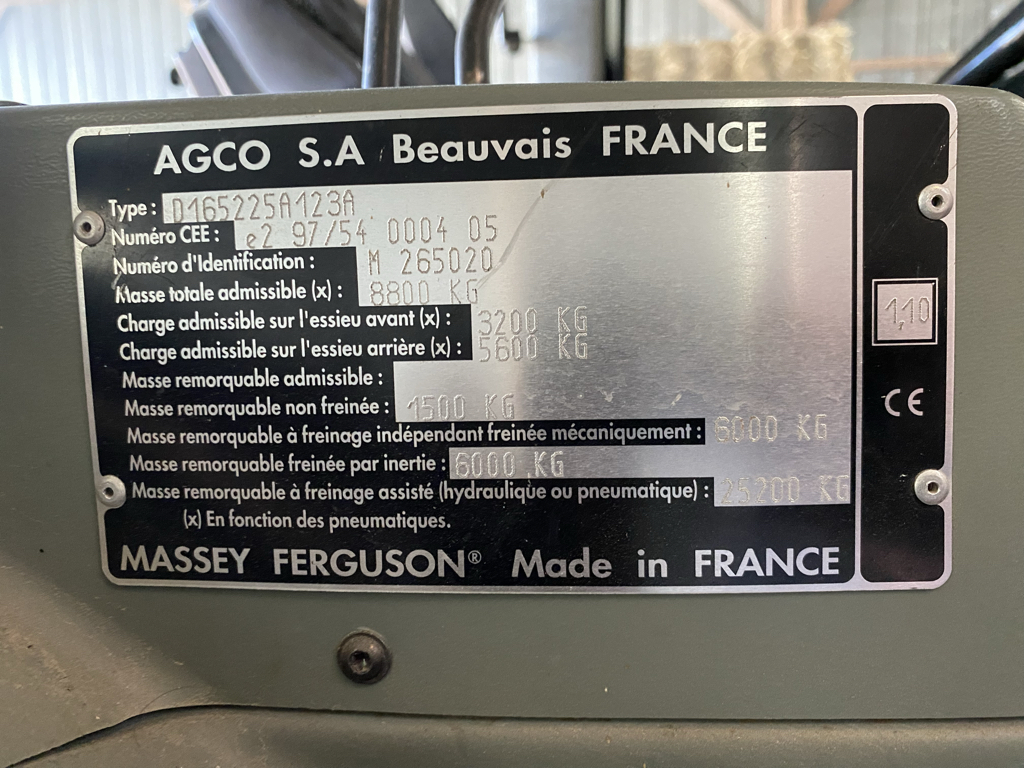 AGCO S.A Beauvais FRANCE
Type : D165225A123A
Numéro CEE : e2 97/54 0004 05
Numéro d'Identification : M 265020
Masse totale admissible (x) : 8800 KG
Charge admissible sur l'essieu avant (x) : 3200 KG
Charge admissible sur l'essieu arrière (x) : 5600 KG
Masse remorquable admissible :
Masse remorquable non freinée : 1500 KG
Masse remorquable à freinage indépendant freinée mécaniquement : 6000 KG
Masse remorquable freinée par inertie : 6000 KG
Masse remorquable à freinage assisté (hydraulique ou pneumatique) : 25200 KG
(x) En fonction des pneumatiques.
MASSEY FERGUSON® Made in FRANCE
1,10
CE